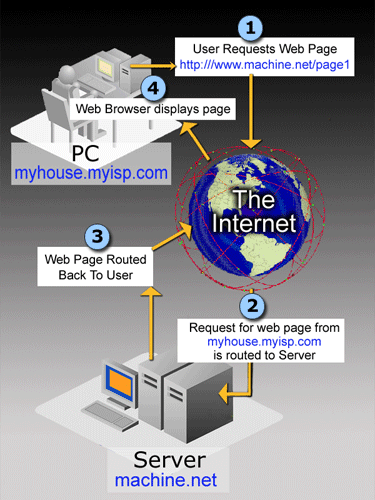 1
User Requests Web Page
http://www.machine.net/page1
4
Web Browser displays page
PC
myhouse.myisp.com
The
Internet
3
Web Page Routed
Back To User
2
Request for web page from
myhouse.myisp.com
is routed to Server
Server
machine.net